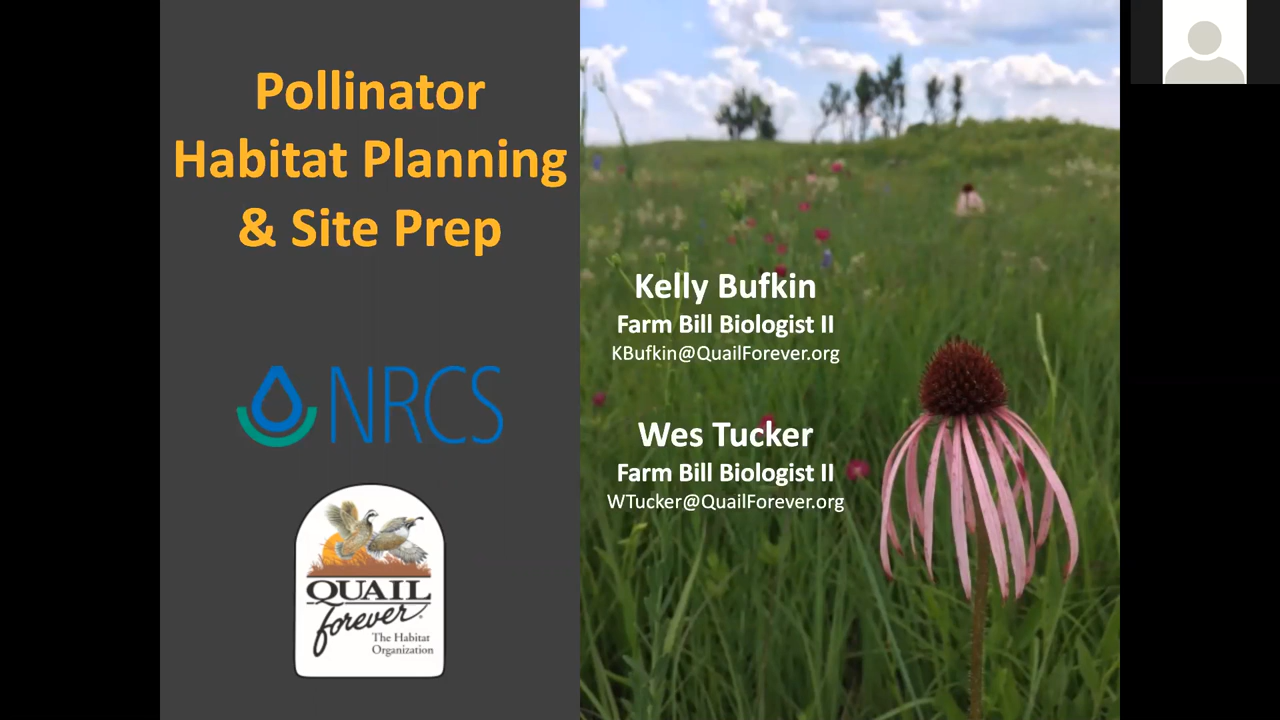 Pollinator
Habitat Planning
& Site Prep
NRCS
QUAIL
forever®
The Habitat
Organization
Kelly Bufkin
Farm Bill Biologist II
KBufkin@QuailForever.org
Wes Tucker
Farm Bill Biologist II
WTucker@QuailForever.org